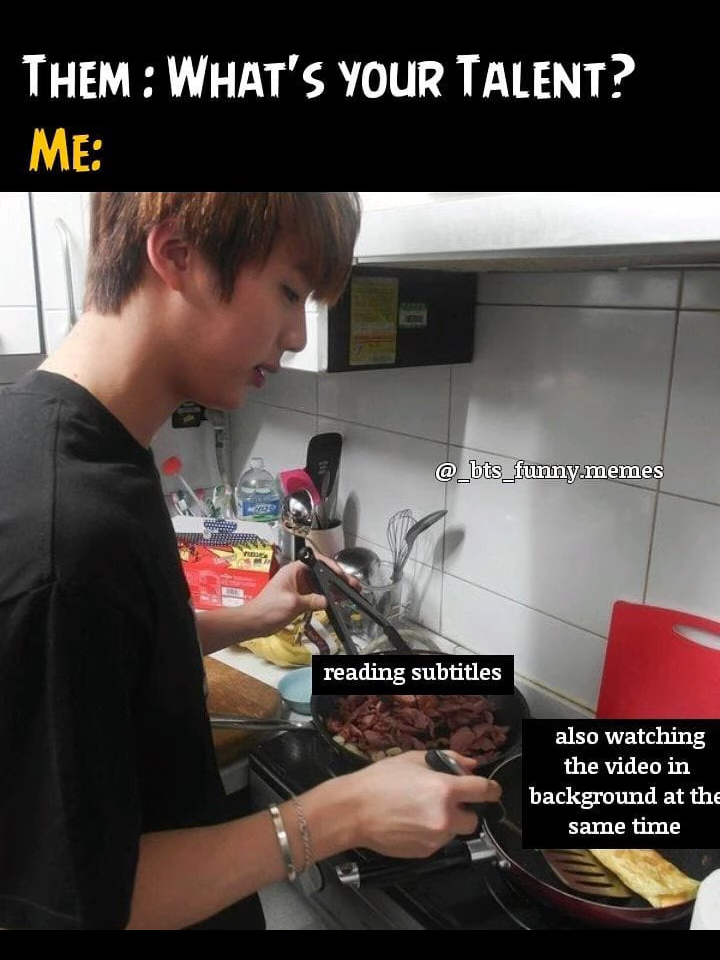 THEM : WHAT'S YOUR TALENT?
ME:
@_bts_funny.memes
reading subtitles
also watching
the video in
background at the
same time